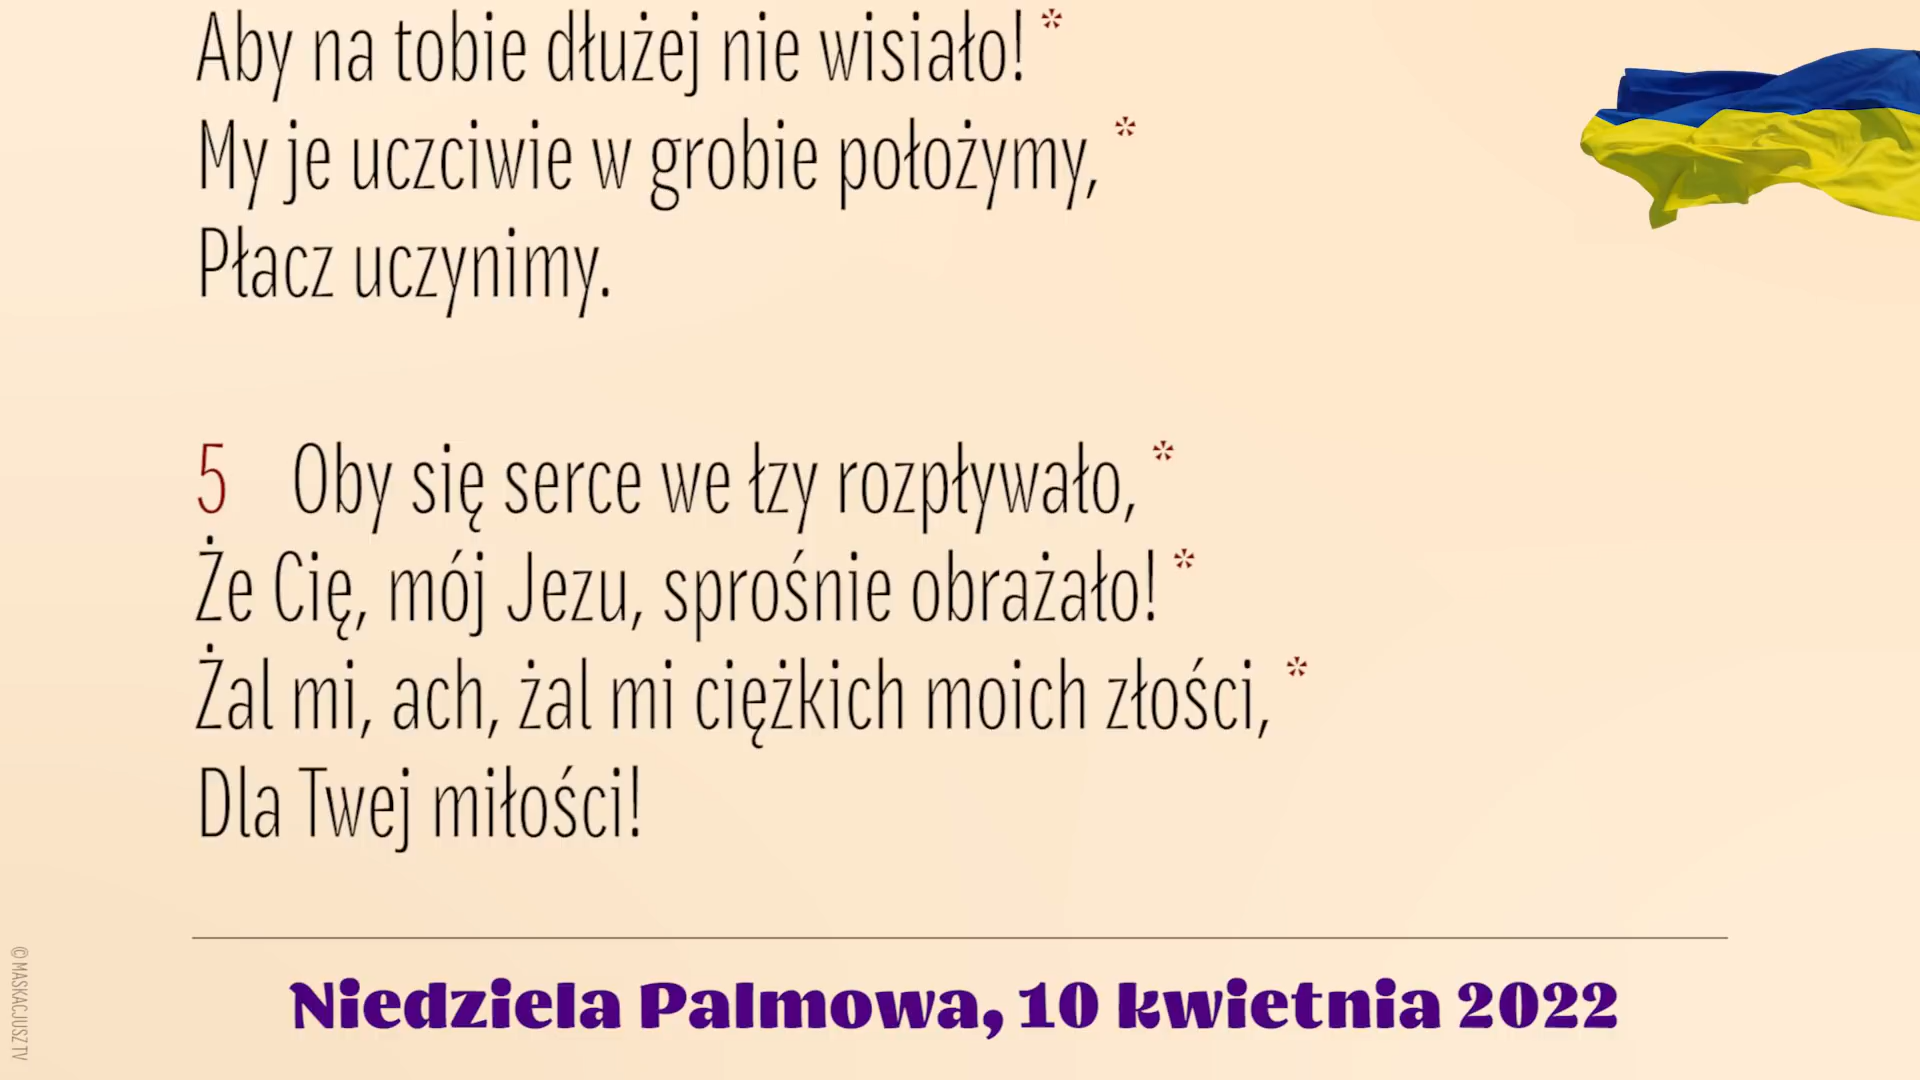 Aby na tobie dłużej nie wisiało! *
My je uczciwie w grobie położymy, *
Płacz uczynimy.
5 Oby się serce we łzy rozpływało, *
Że Cię, mój Jezu, sprośnie obrażało! *
Żal mi, ach, żal mi ciężkich moich złości, *
Dla Twej miłości!
Niedziela Palmowa, 10 kwietnia 2022
© MASKACJUSZ TV